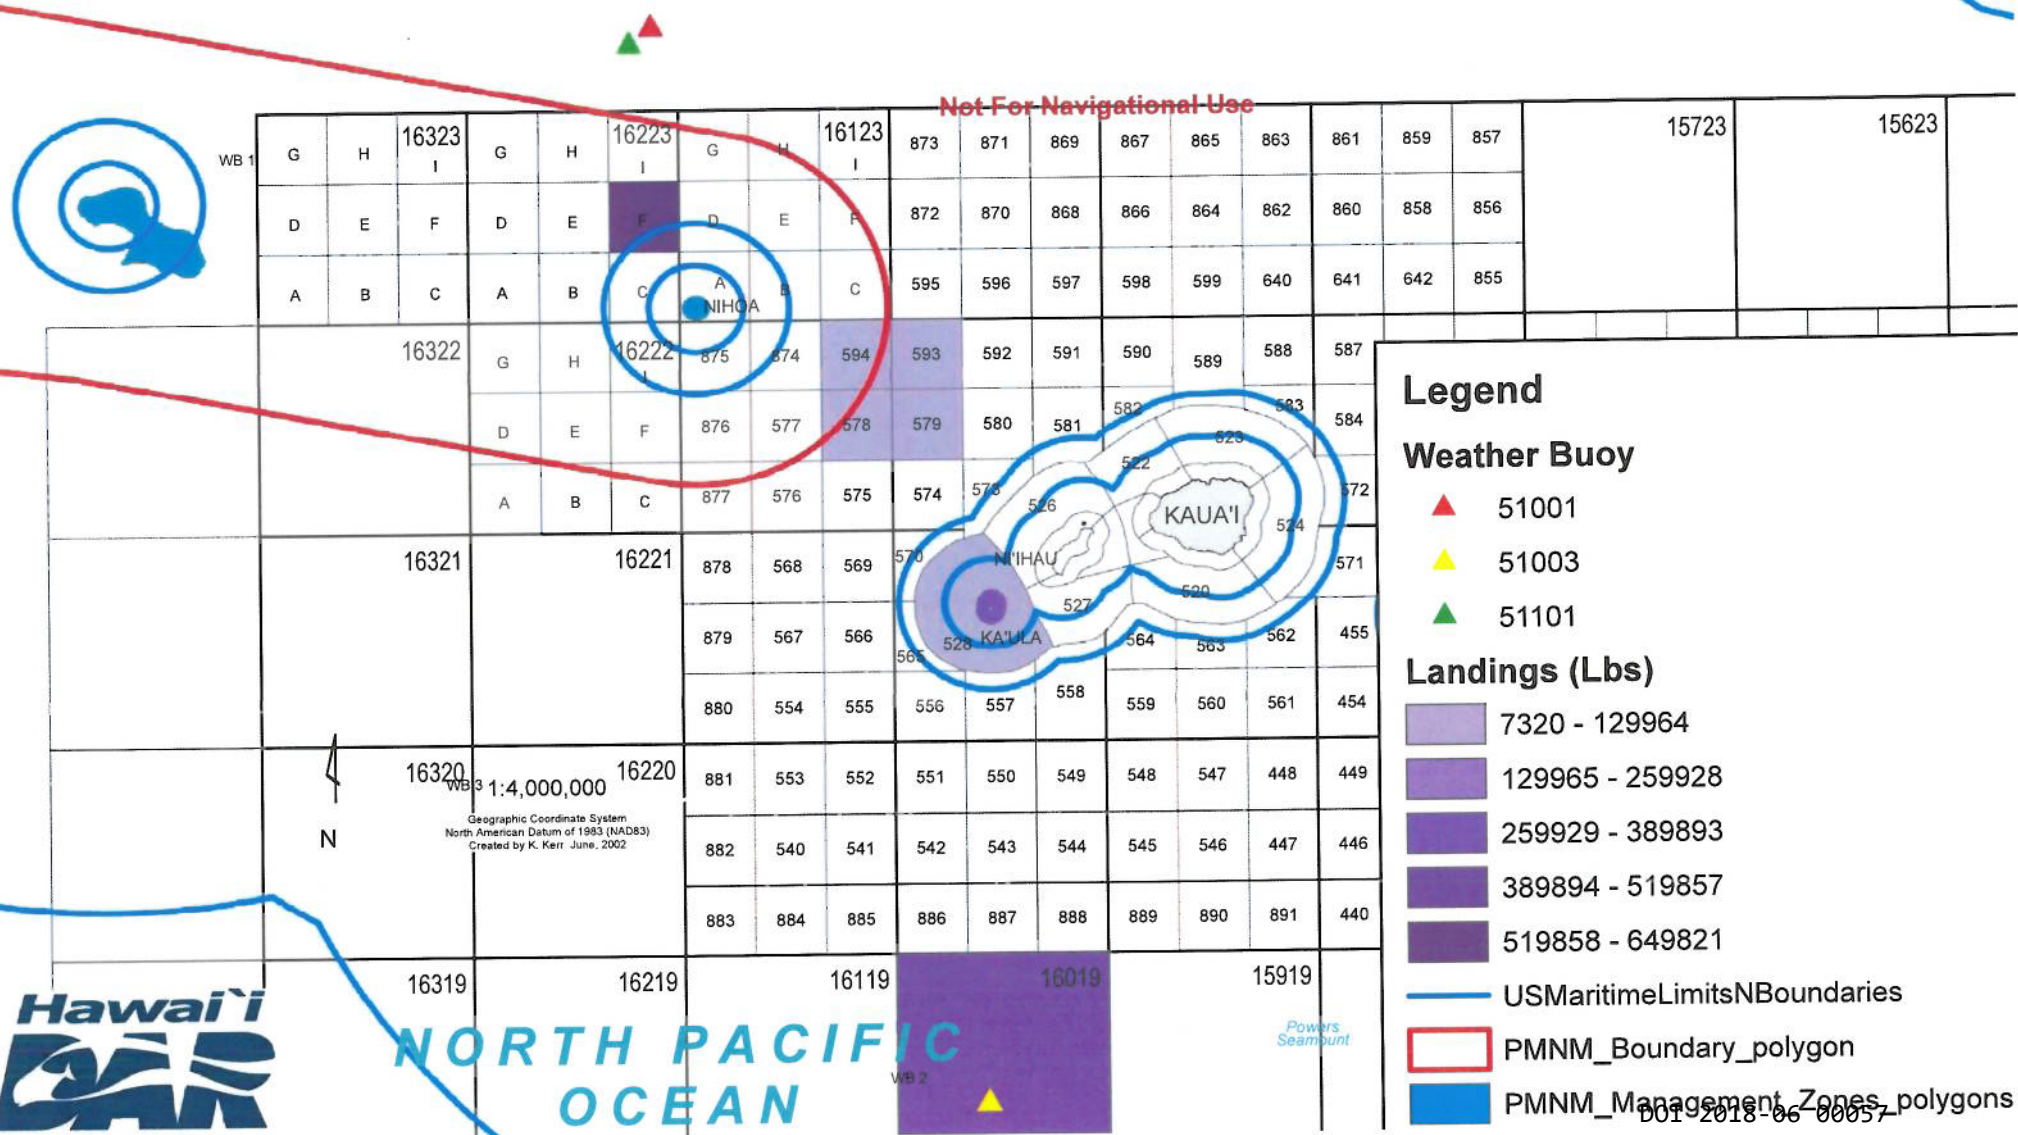 Not For Navigational Use
WB 1
G H 16323 I G H 16223 I G H 16123 I 873 871 869 867 865 863 861 859 857 15723 15623
D E F D E F D E F 872 870 868 866 864 862 860 858 856
A B C A B C A B C 595 596 597 598 599 640 641 642 855
NIHOA
16322 G H 16222 I 875 874 594 593 592 591 590 589 588 587
D E F 876 577 578 579 580 581 582 583 584
A B C 877 576 575 574 573 526 522 523 524 572
KAUA'I
16321 16221 878 568 569 570 NI'IHAU 571
527 520
879 567 566 565 528 KA'ULA 564 563 562 455
880 554 555 556 557 558 559 560 561 454
16320 16220 881 553 552 551 550 549 548 547 448 449
WB 3 1:4,000,000
Geographic Coordinate System
North American Datum of 1983 (NAD83)
Created by K. Kerr June, 2002
N
882 540 541 542 543 544 545 546 447 446
883 884 885 886 887 888 889 890 891 440
16319 16219 16119 16019 15919
Hawai`i
DAR
NORTH PACIFIC
OCEAN
WB 2
Powers
Seamount
Legend
Weather Buoy
51001
51003
51101
Landings (Lbs)
7320 - 129964
129965 - 259928
259929 - 389893
389894 - 519857
519858 - 649821
USMaritimeLimitsNBoundaries
PMNM_Boundary_polygon
PMNM_Management_Zones_polygons
DOI-2018-06 00057